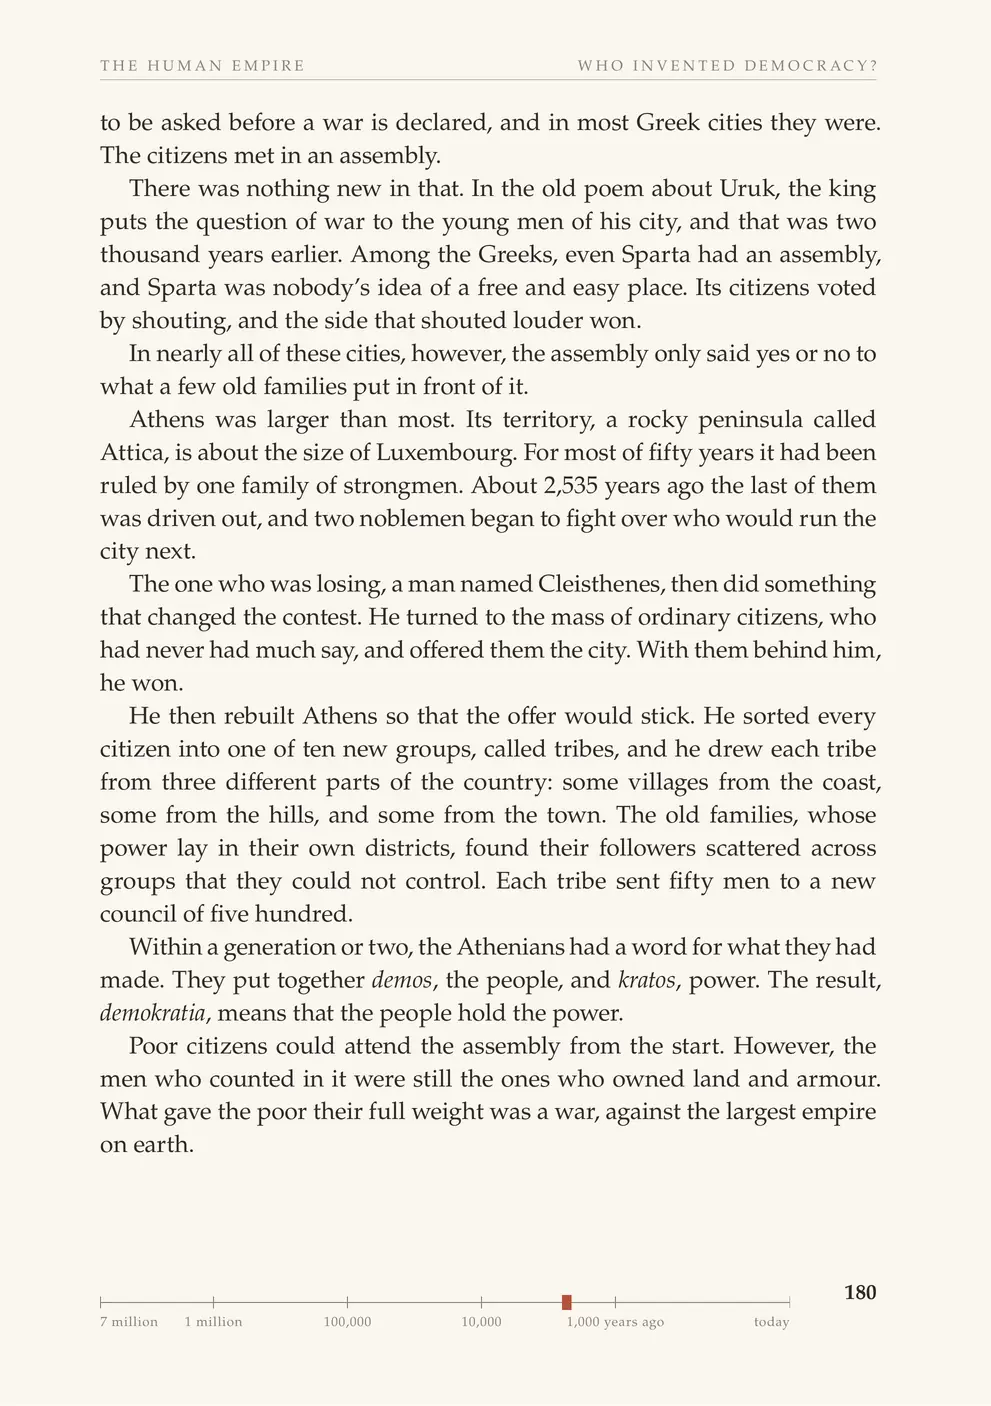 THE HUMAN EMPIRE
WHO INVENTED DEMOCRACY?
to be asked before a war is declared, and in most Greek cities they were.
The citizens met in an assembly.
There was nothing new in that. In the old poem about Uruk, the king
puts the question of war to the young men of his city, and that was two
thousand years earlier. Among the Greeks, even Sparta had an assembly,
and Sparta was nobody’s idea of a free and easy place. Its citizens voted
by shouting, and the side that shouted louder won.
In nearly all of these cities, however, the assembly only said yes or no to
what a few old families put in front of it.
Athens was larger than most. Its territory, a rocky peninsula called
Attica, is about the size of Luxembourg. For most of fifty years it had been
ruled by one family of strongmen. About 2,535 years ago the last of them
was driven out, and two noblemen began to fight over who would run the
city next.
The one who was losing, a man named Cleisthenes, then did something
that changed the contest. He turned to the mass of ordinary citizens, who
had never had much say, and offered them the city. With them behind him,
he won.
He then rebuilt Athens so that the offer would stick. He sorted every
citizen into one of ten new groups, called tribes, and he drew each tribe
from three different parts of the country: some villages from the coast,
some from the hills, and some from the town. The old families, whose
power lay in their own districts, found their followers scattered across
groups that they could not control. Each tribe sent fifty men to a new
council of five hundred.
Within a generation or two, the Athenians had a word for what they had
made. They put together demos, the people, and kratos, power. The result,
demokratia, means that the people hold the power.
Poor citizens could attend the assembly from the start. However, the
men who counted in it were still the ones who owned land and armour.
What gave the poor their full weight was a war, against the largest empire
on earth.
180
7 million
1 million
100,000
10,000
1,000 years ago
today